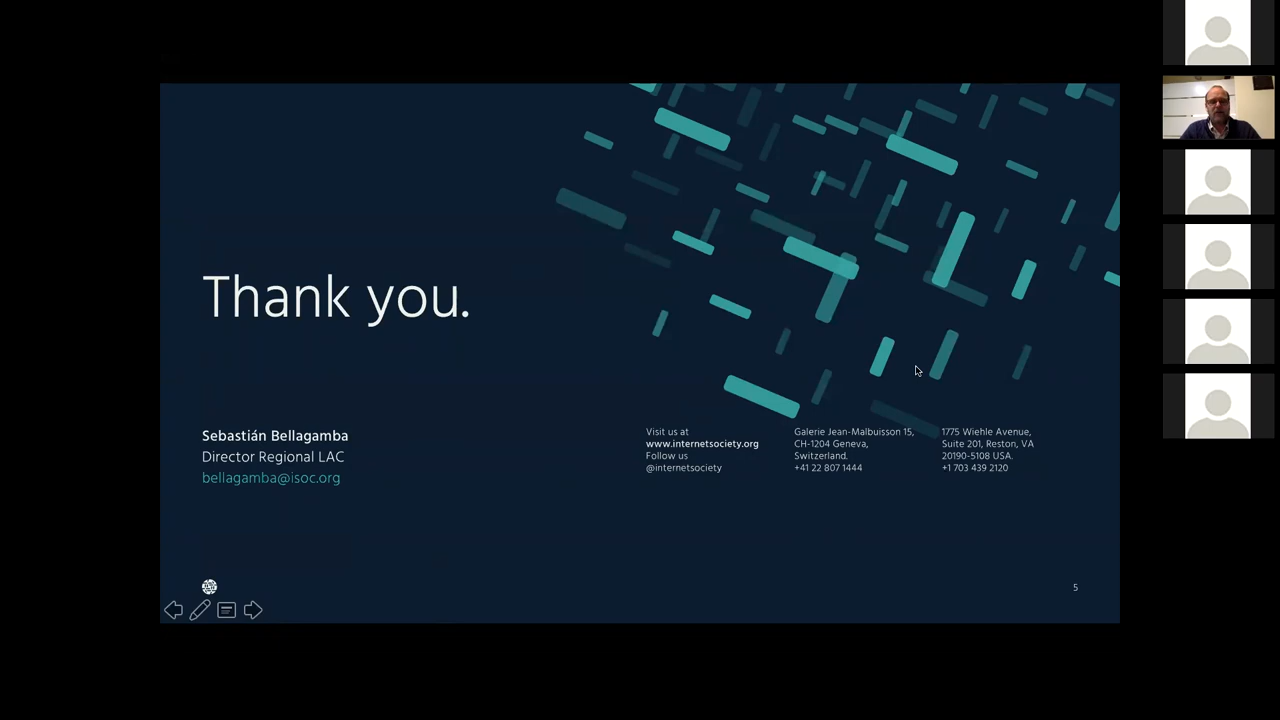 Thank you.
Sebastián Bellagamba
Director Regional LAC
bellagamba@isoc.org
Visit us at
www.internetsociety.org
Follow us
@internetsociety
Galerie Jean-Malbuisson 15,
CH-1204 Geneva,
Switzerland.
+41 22 807 1444
1775 Wiehle Avenue,
Suite 201, Reston, VA
20190-5108 USA.
+1 703 439 2120
5